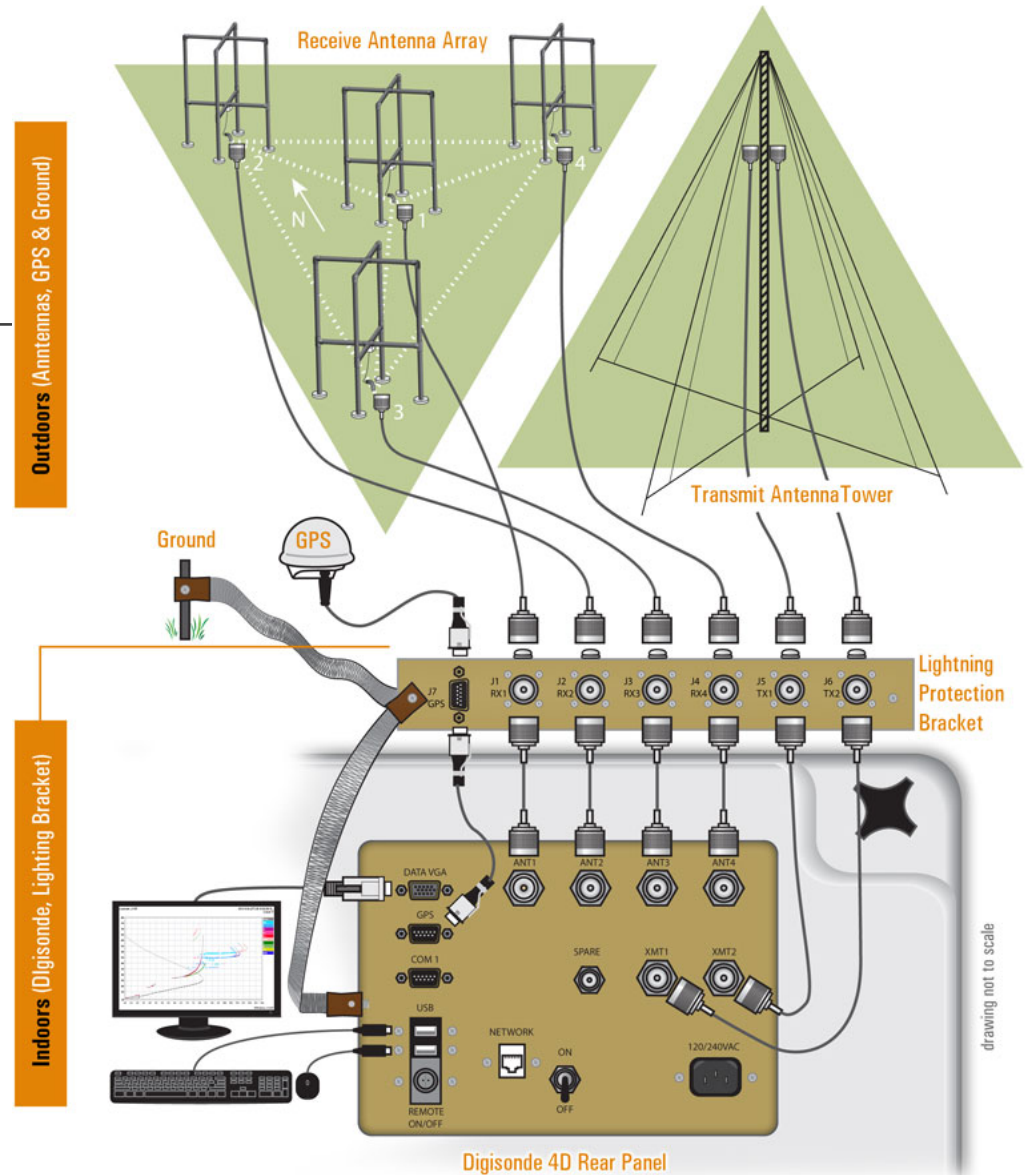 Receive Antenna Array
2
4
N
1
3
Outdoors (Anntennas, GPS & Ground)
Transmit AntennaTower
Ground
GPS
Lightning
Protection
Bracket
J7
GPS
J1
RX1
J2
RX2
J3
RX3
J4
RX4
J5
TX1
J6
TX2
Indoors (DIgisonde, Lighting Bracket)
ANT1
ANT2
ANT3
ANT4
DATA VGA
GPS
COM 1
SPARE
XMT1
XMT2
USB
NETWORK
ON
OFF
120/240VAC
REMOTE
ON/OFF
drawing not to scale
Digisonde 4D Rear Panel